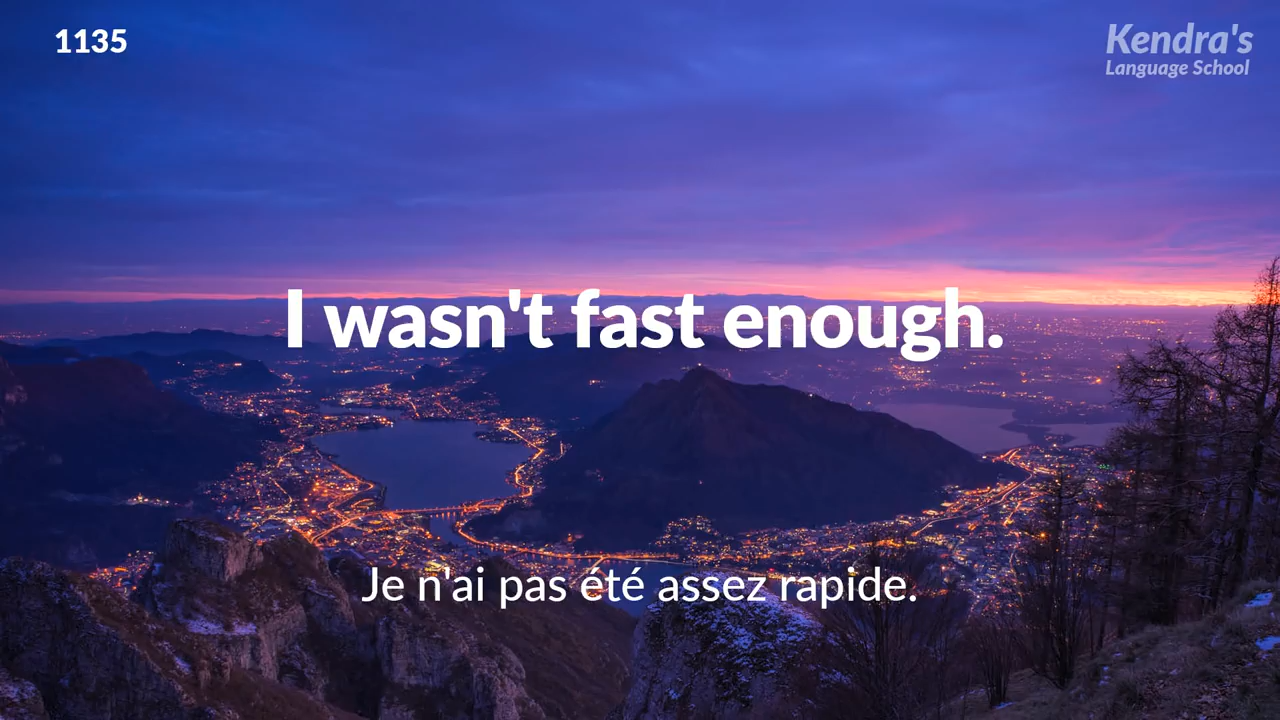 1135
Kendra's
Language School
I wasn't fast enough.
Je n'ai pas été assez rapide.